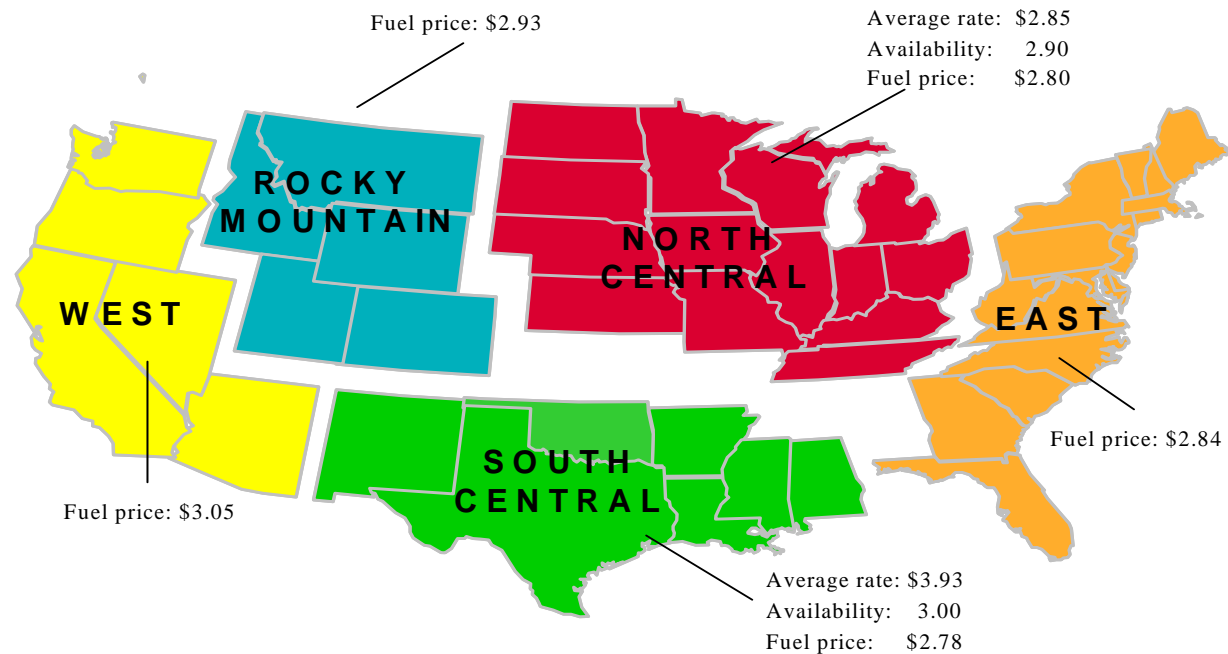 Fuel price: $2.93
Average rate: $2.85
Availability: 2.90
Fuel price: $2.80
ROCKY
MOUNTAIN
NORTH
CENTRAL
WEST
EAST
Fuel price: $2.84
SOUTH
CENTRAL
Fuel price: $3.05
Average rate: $3.93
Availability: 3.00
Fuel price: $2.78